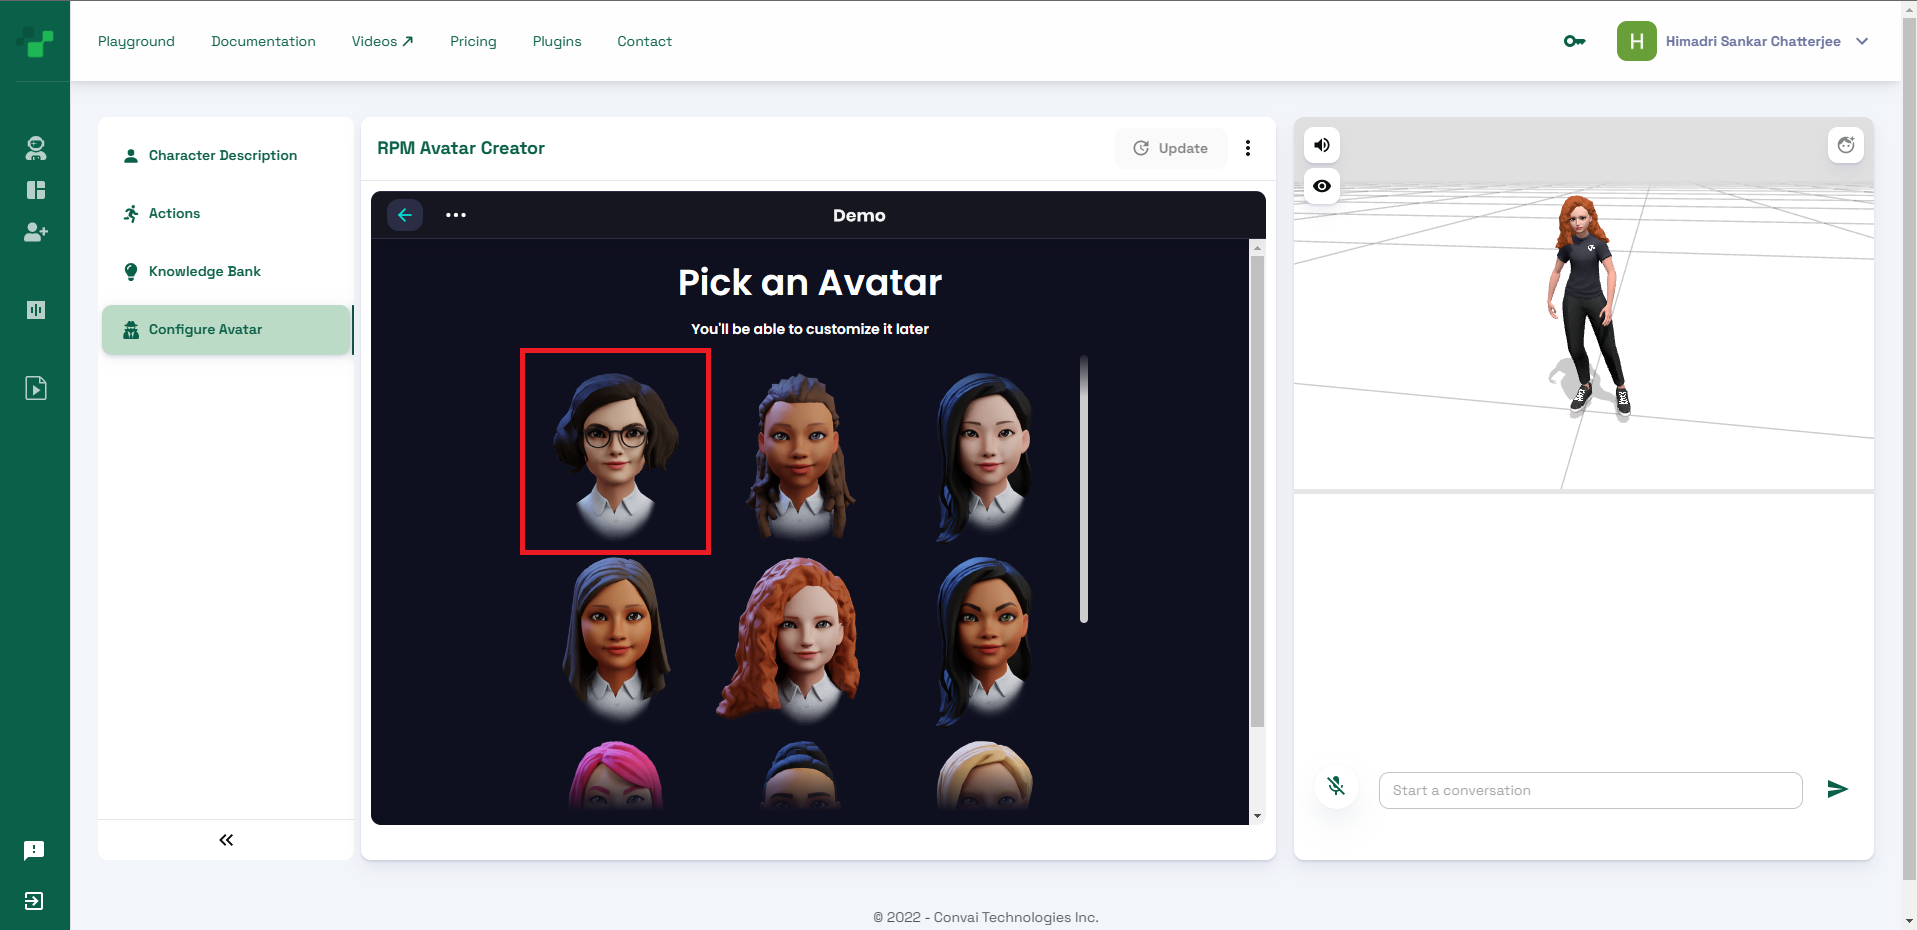 Playground Documentation Videos Pricing Plugins Contact
H Himadri Sankar Chatterjee
Character Description
Actions
Knowledge Bank
Configure Avatar
RPM Avatar Creator
Update
Demo
Pick an Avatar
You'll be able to customize it later
Start a conversation
© 2022 - Convai Technologies Inc.